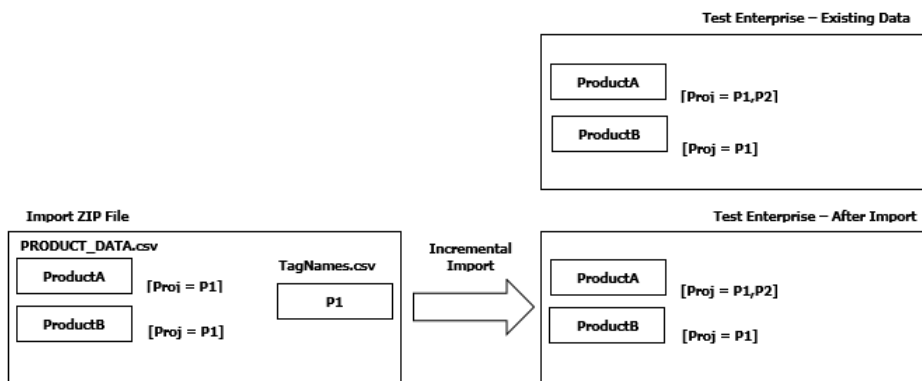 Test Enterprise – Existing Data
ProductA
[Proj = P1,P2]
ProductB
[Proj = P1]
Import ZIP File
PRODUCT_DATA.csv
ProductA
[Proj = P1]
ProductB
[Proj = P1]
TagNames.csv
P1
Incremental
Import
Test Enterprise – After Import
ProductA
[Proj = P1,P2]
ProductB
[Proj = P1]